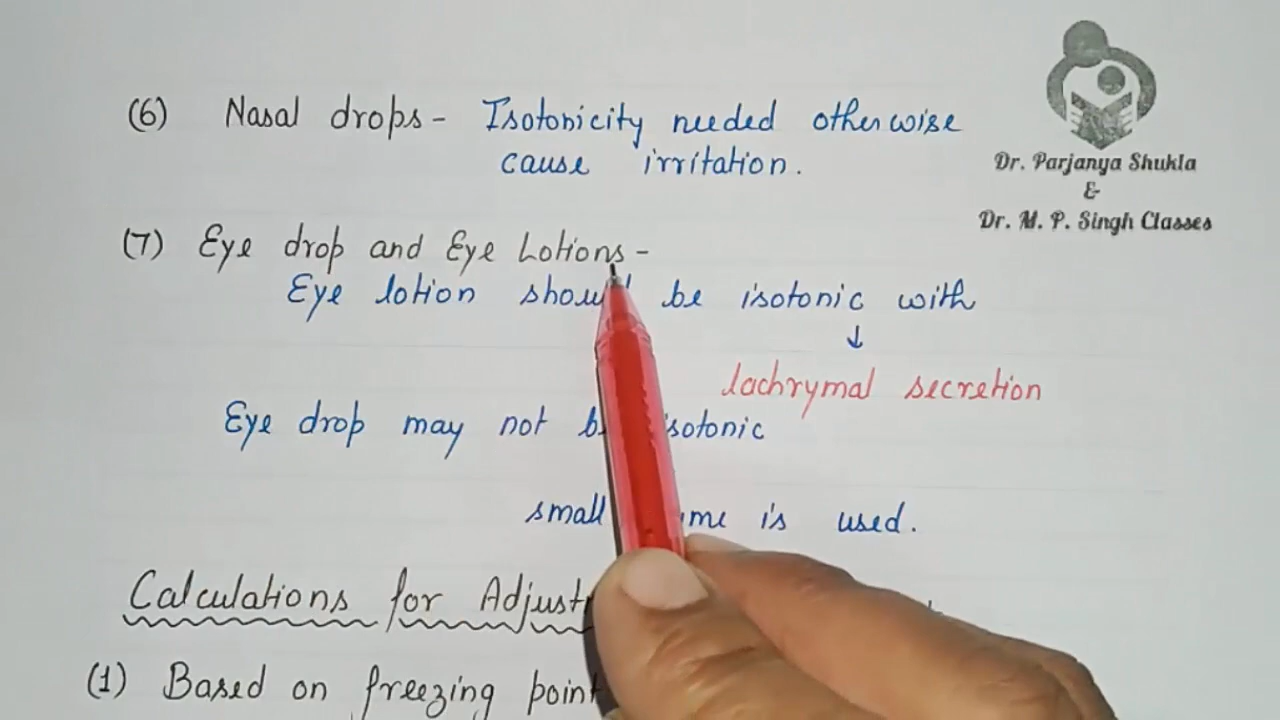 (6) Nasal drops - Isotonicity needed otherwise
cause irritation.
Dr. Parjanya Shukla
&
Dr. M. P. Singh Classes
(7) Eye drop and Eye Lotions -
Eye lotion should be isotonic with
↓
lachrymal secretion
Eye drop may not be isotonic
small is used.
Calculations for
(1) Based on freezing point